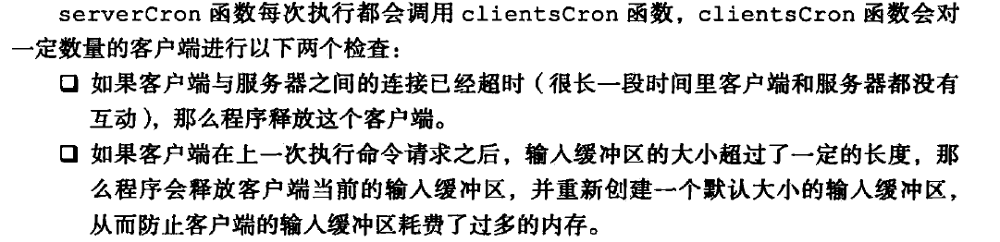 serverCron 函数每次执行都会调用 clientsCron 函数，clientsCron 函数会对
一定数量的客户端进行以下两个检查：
❑ 如果客户端与服务器之间的连接已经超时（很长一段时间里客户端和服务器都没有
互动），那么程序释放这个客户端。
❑ 如果客户端在上一次执行命令请求之后，输入缓冲区的大小超过了一定的长度，那
么程序会释放客户端当前的输入缓冲区，并重新创建一个默认大小的输入缓冲区，
从而防止客户端的输入缓冲区耗费了过多的内存。